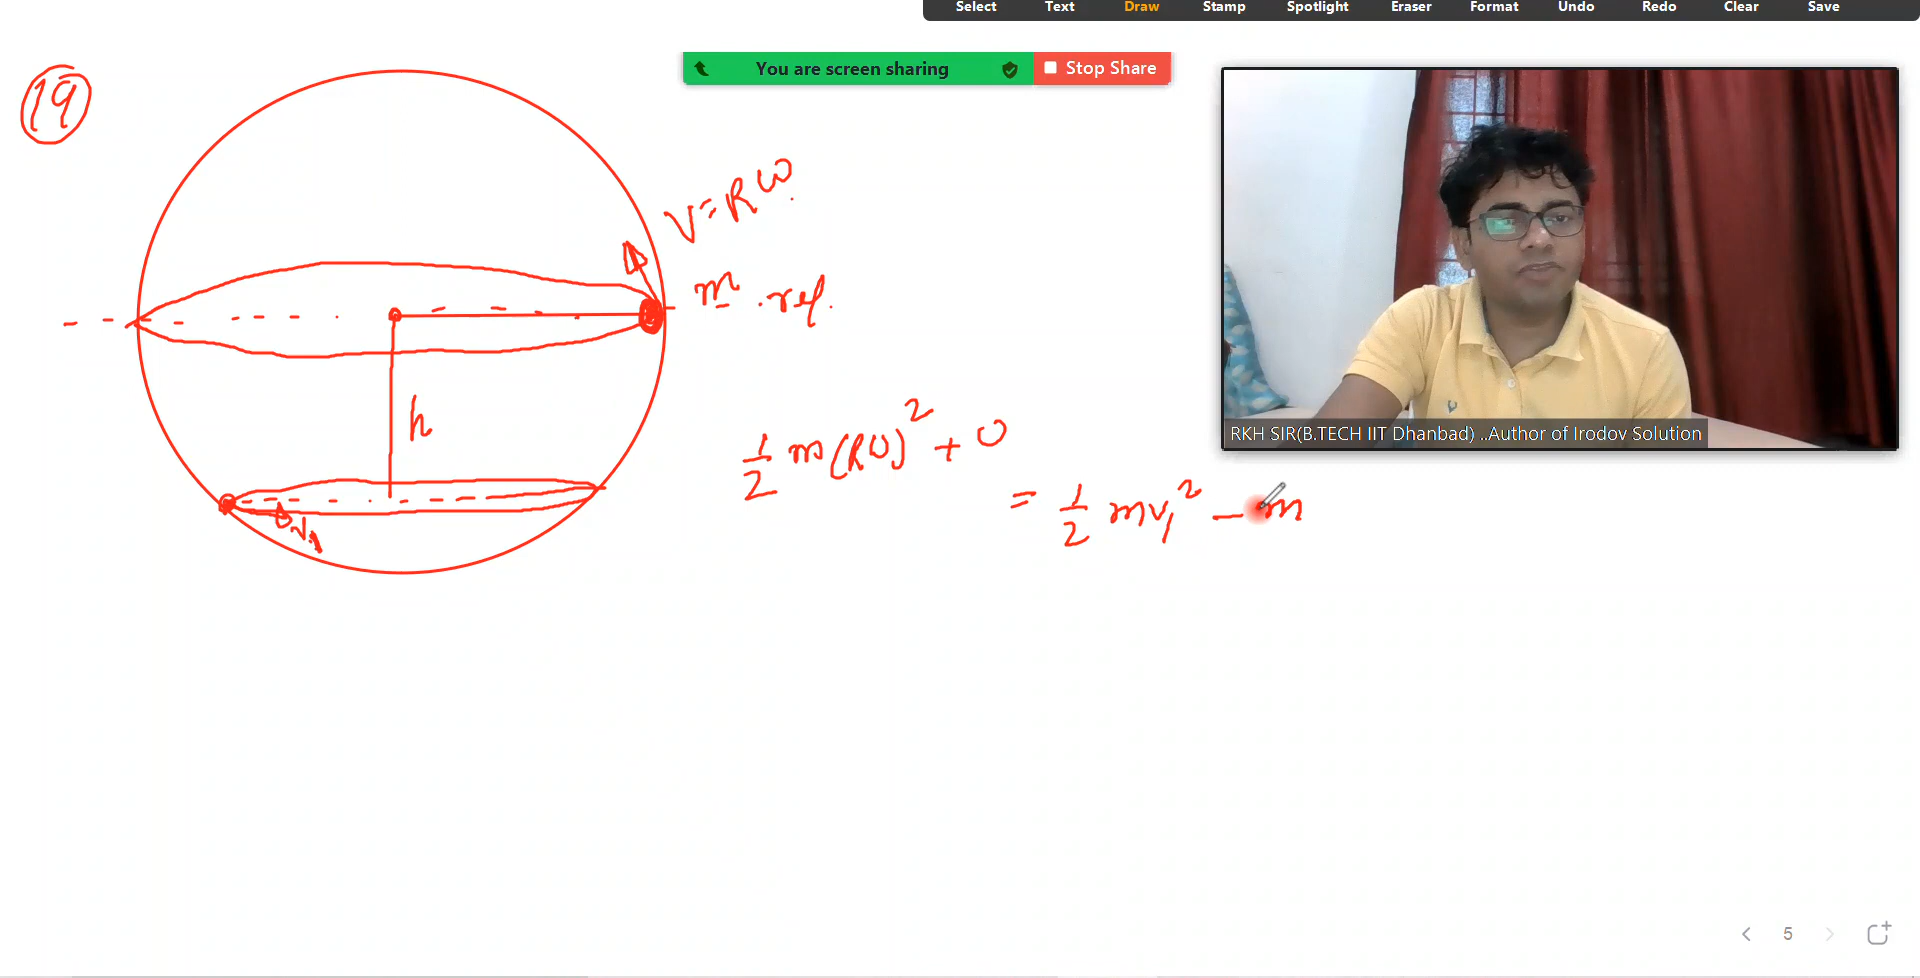 Select Text Draw Stamp Spotlight Eraser Format Undo Redo Clear Save
You are screen sharing Stop Share
19
V=Rω
m .ref.
h
V1
1/2 m(Rω)² + 0
= 1/2 mv₁² - m
RKH SIR(B.TECH IIT Dhanbad) ..Author of Irodov Solution
5